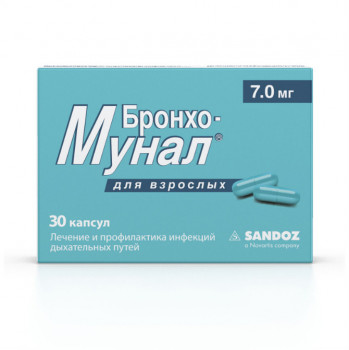 7.0 мг
Бронхо-
Мунал®
для взрослых
30 капсул
Лечение и профилактика инфекций
дыхательных путей
SANDOZ
a Novartis company